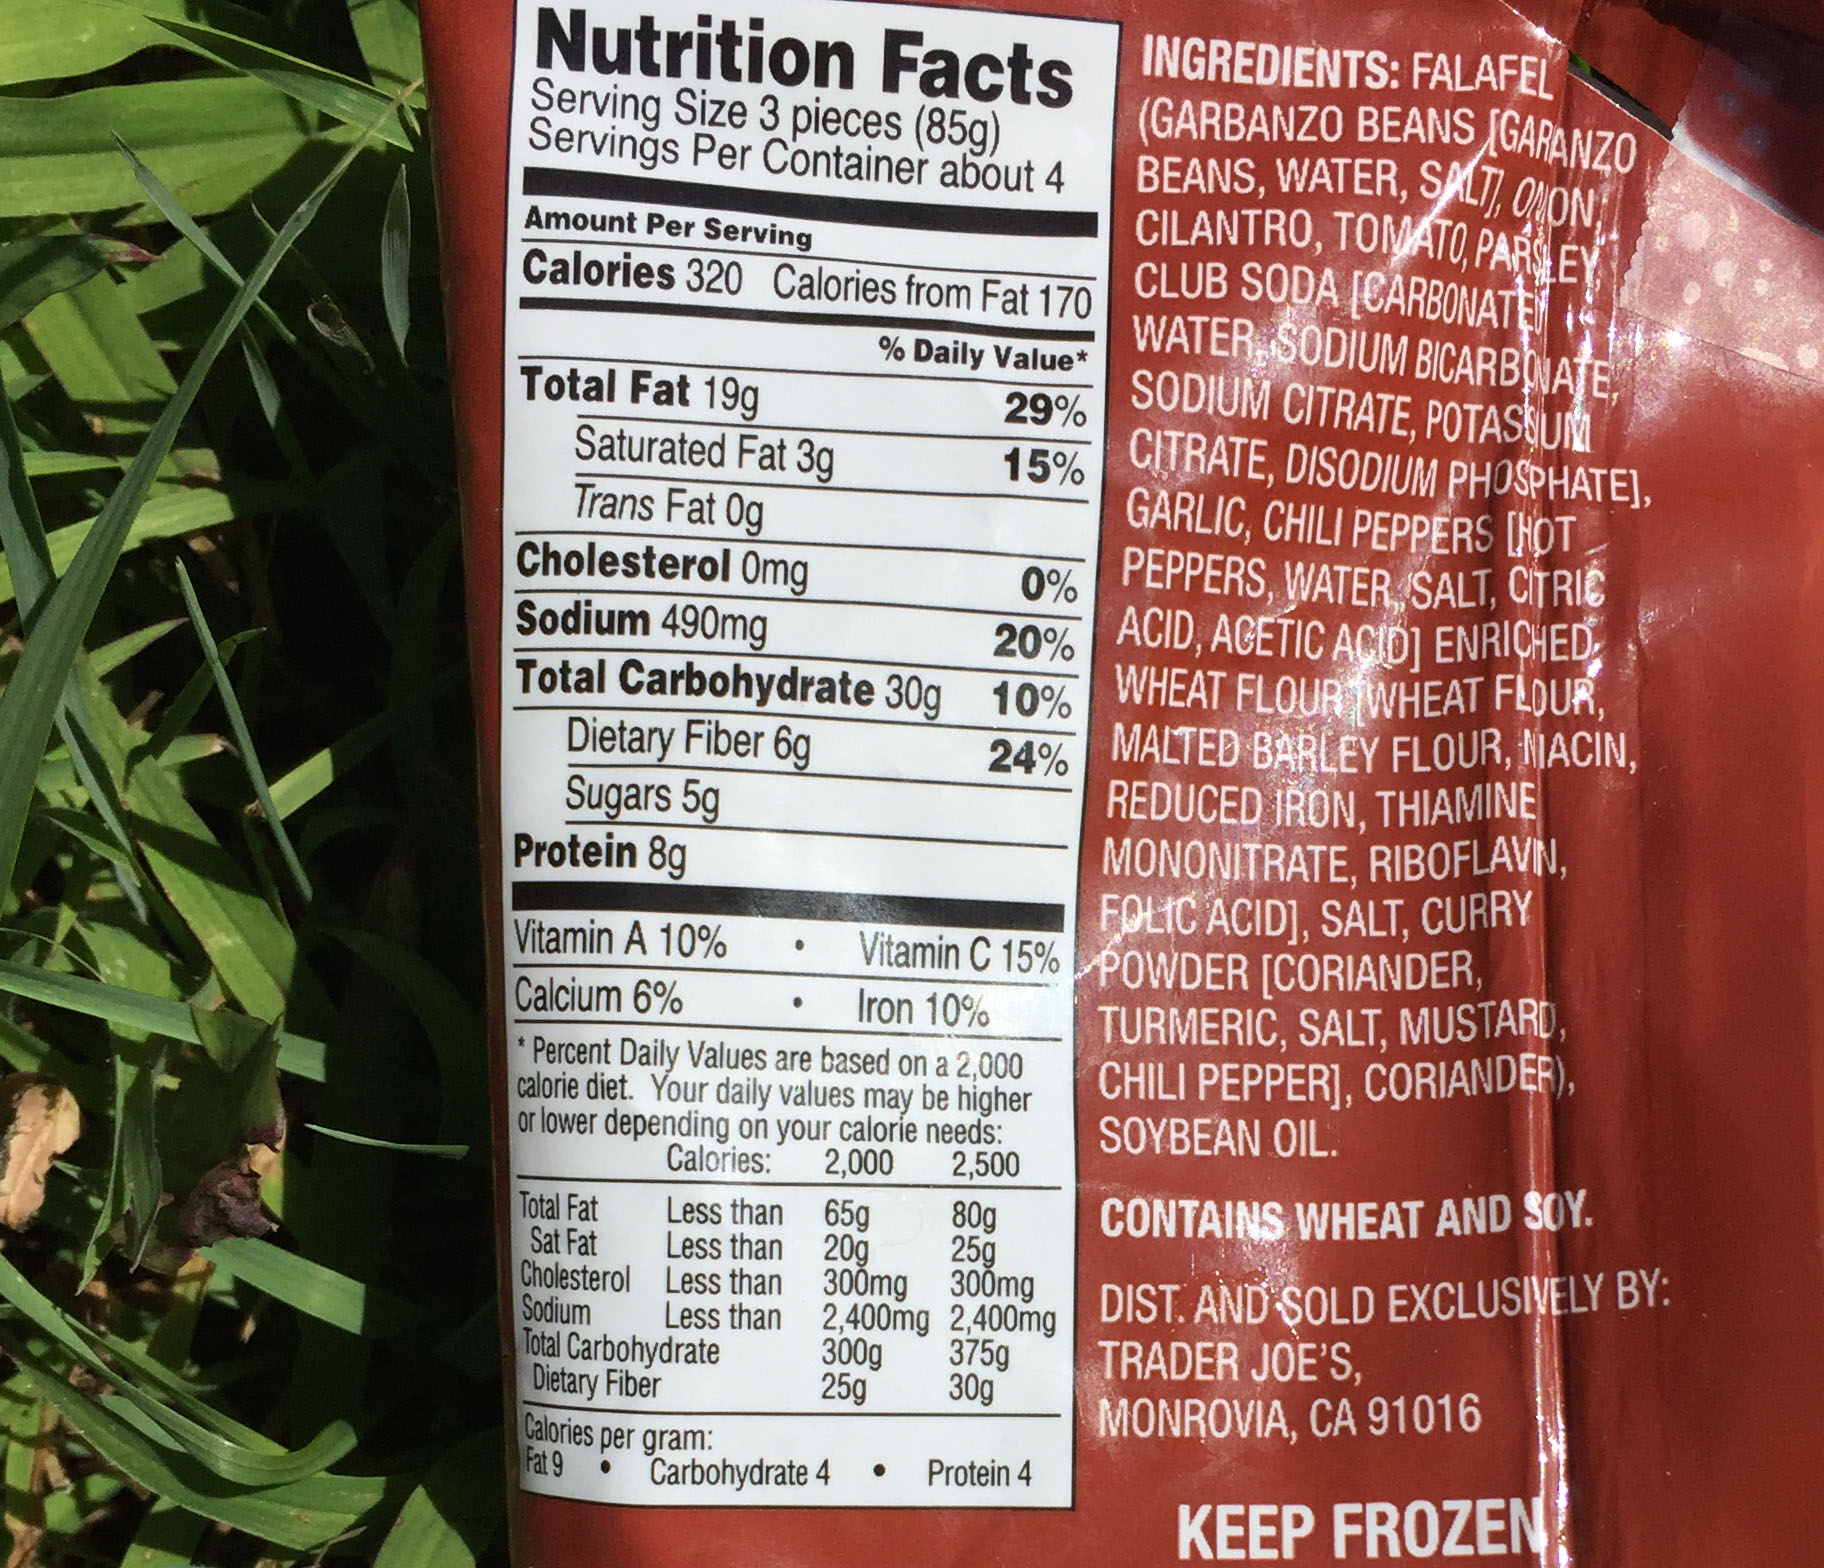 Nutrition Facts
Serving Size 3 pieces (85g)
Servings Per Container about 4
Amount Per Serving
Calories 320 Calories from Fat 170
% Daily Value*
Total Fat 19g 29%
Saturated Fat 3g 15%
Trans Fat 0g
Cholesterol 0mg 0%
Sodium 490mg 20%
Total Carbohydrate 30g 10%
Dietary Fiber 6g 24%
Sugars 5g
Protein 8g
Vitamin A 10% • Vitamin C 15%
Calcium 6% • Iron 10%
* Percent Daily Values are based on a 2,000
calorie diet. Your daily values may be higher
or lower depending on your calorie needs:
Calories: 2,000 2,500
Total Fat Less than 65g 80g
Sat Fat Less than 20g 25g
Cholesterol Less than 300mg 300mg
Sodium Less than 2,400mg 2,400mg
Total Carbohydrate 300g 375g
Dietary Fiber 25g 30g
Calories per gram:
Fat 9 • Carbohydrate 4 • Protein 4
INGREDIENTS: FALAFEL
(GARBANZO BEANS [GARANZO
BEANS, WATER, SALT], ONION,
CILANTRO, TOMATO, PARSLEY,
CLUB SODA [CARBONATED
WATER, SODIUM BICARBONATE,
SODIUM CITRATE, POTASSIUM
CITRATE, DISODIUM PHOSPHATE],
GARLIC, CHILI PEPPERS [HOT
PEPPERS, WATER, SALT, CITRIC
ACID, ACETIC ACID] ENRICHED
WHEAT FLOUR [WHEAT FLOUR,
MALTED BARLEY FLOUR, NIACIN,
REDUCED IRON, THIAMINE
MONONITRATE, RIBOFLAVIN,
FOLIC ACID], SALT, CURRY
POWDER [CORIANDER,
TURMERIC, SALT, MUSTARD,
CHILI PEPPER], CORIANDER),
SOYBEAN OIL.
CONTAINS WHEAT AND SOY.
DIST. AND SOLD EXCLUSIVELY BY:
TRADER JOE'S,
MONROVIA, CA 91016
KEEP FROZEN